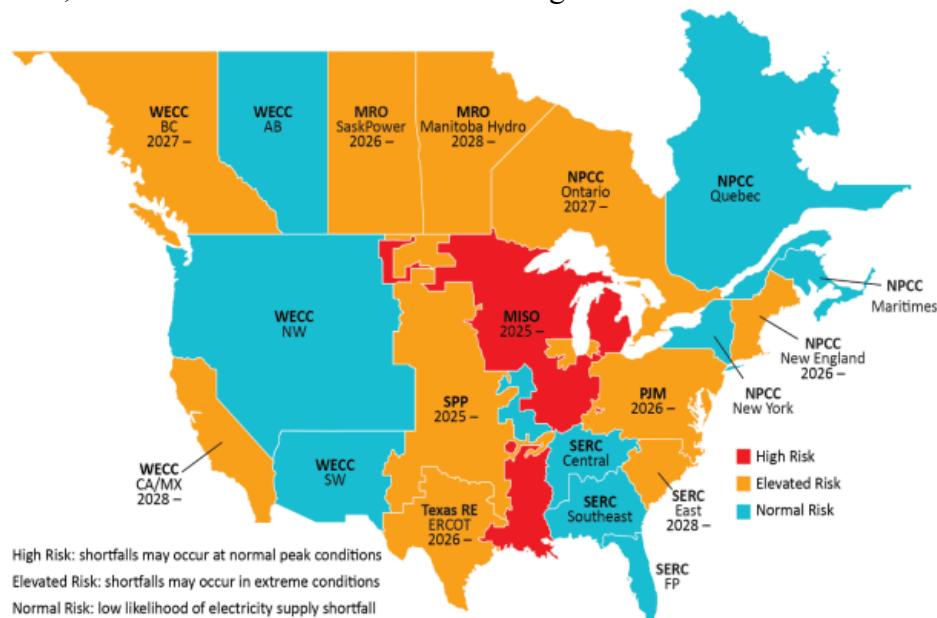 WECC
BC
2027 –
WECC
AB
MRO
SaskPower
2026 –
MRO
Manitoba Hydro
2028 –
NPCC
Ontario
2027 –
NPCC
Quebec
NPCC
Maritimes
WECC
NW
MISO
2025 –
NPCC
New England
2026 –
SPP
2025 –
PJM
2026 –
NPCC
New York
WECC
CA/MX
2028 –
WECC
SW
SERC
Central
High Risk
Elevated Risk
Normal Risk
Texas RE
ERCOT
2026 –
SERC
Southeast
SERC
East
2028 –
SERC
FP
High Risk: shortfalls may occur at normal peak conditions
Elevated Risk: shortfalls may occur in extreme conditions
Normal Risk: low likelihood of electricity supply shortfall